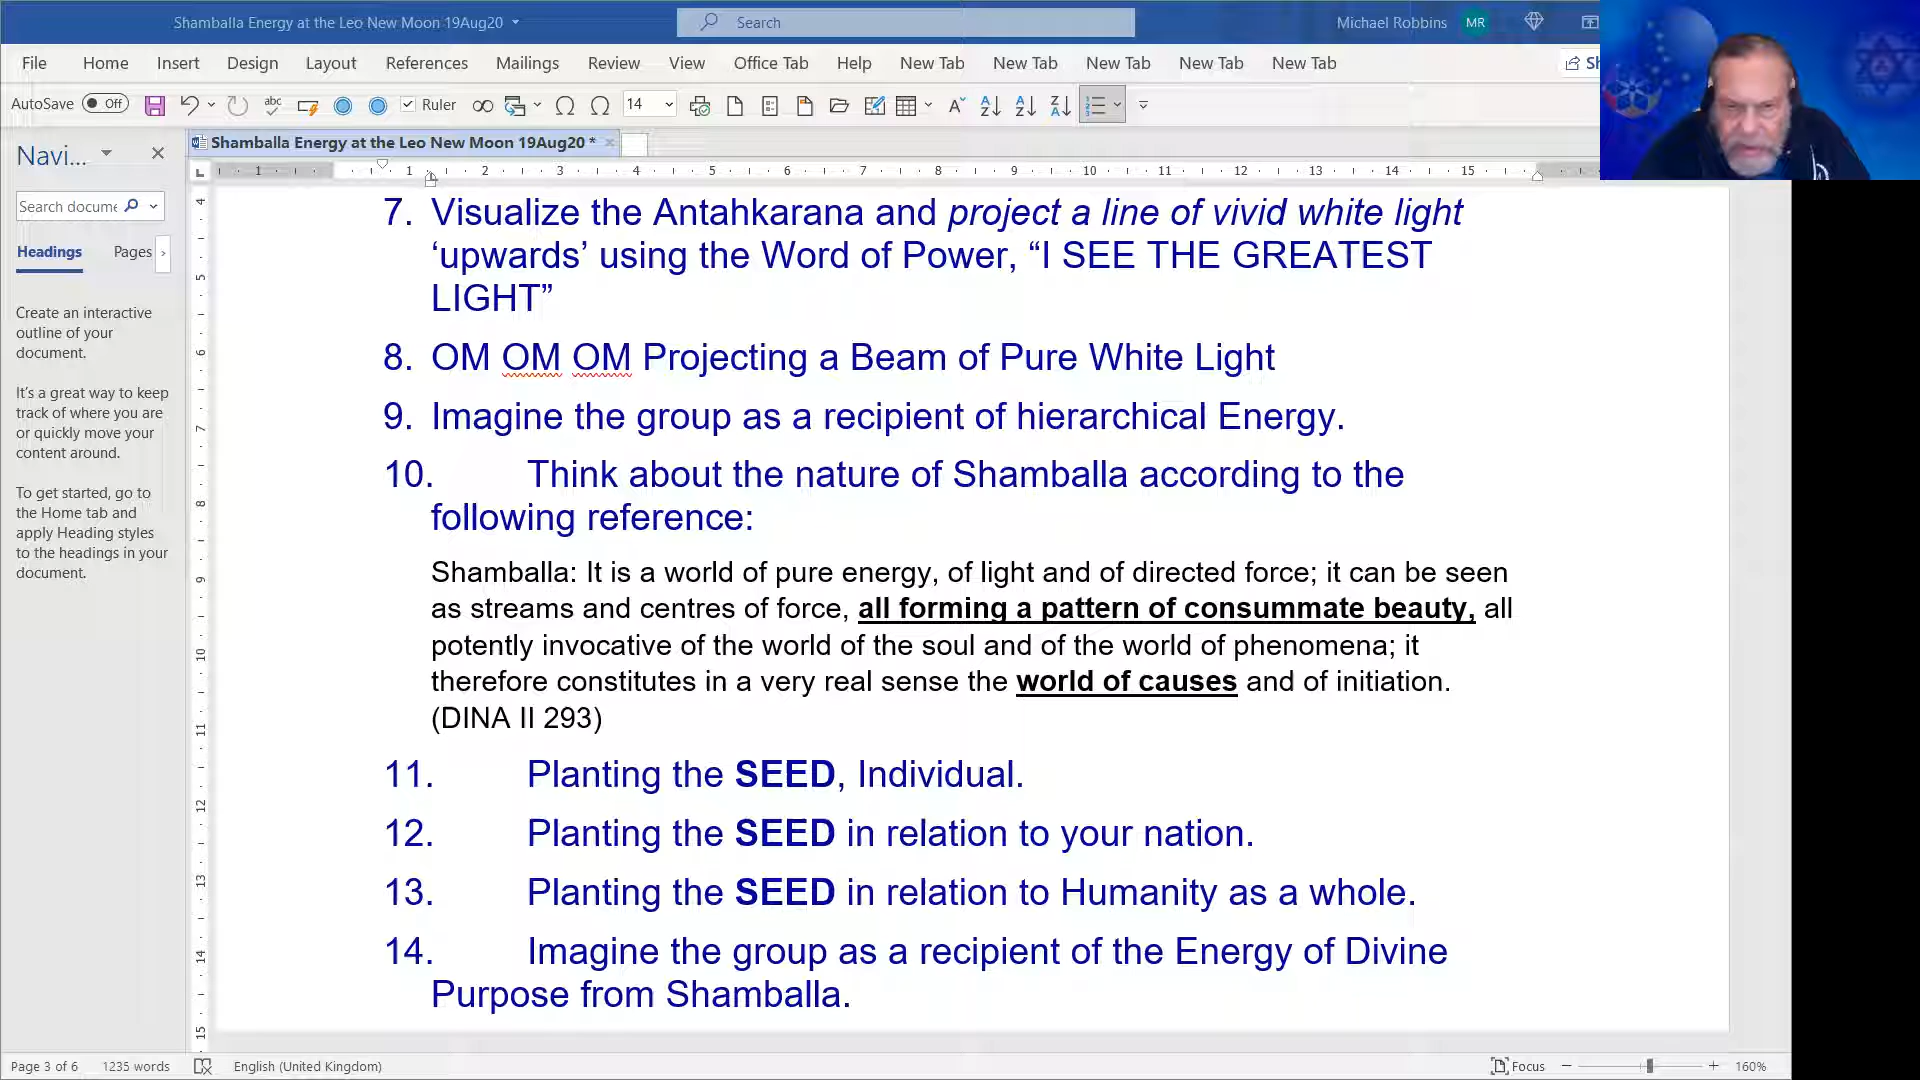 Shamballa Energy at the Leo New Moon 19Aug20
Search
Michael Robbins MR
File Home Insert Design Layout References Mailings Review View Office Tab Help New Tab New Tab New Tab New Tab New Tab
AutoSave Off
Ruler
14
Navi...
Shamballa Energy at the Leo New Moon 19Aug20 *
Headings
Pages
Create an interactive
outline of your
document.
It's a great way to keep
track of where you are
or quickly move your
content around.
To get started, go to
the Home tab and
apply Heading styles
to the headings in your
document.
7. Visualize the Antahkarana and project a line of vivid white light
‘upwards’ using the Word of Power, “I SEE THE GREATEST
LIGHT”
8. OM OM OM Projecting a Beam of Pure White Light
9. Imagine the group as a recipient of hierarchical Energy.
10. Think about the nature of Shamballa according to the
following reference:
Shamballa: It is a world of pure energy, of light and of directed force; it can be seen
as streams and centres of force, all forming a pattern of consummate beauty, all
potently invocative of the world of the soul and of the world of phenomena; it
therefore constitutes in a very real sense the world of causes and of initiation.
(DINA II 293)
11. Planting the SEED, Individual.
12. Planting the SEED in relation to your nation.
13. Planting the SEED in relation to Humanity as a whole.
14. Imagine the group as a recipient of the Energy of Divine
Purpose from Shamballa.
Page 3 of 6 1235 words English (United Kingdom) Focus 160%